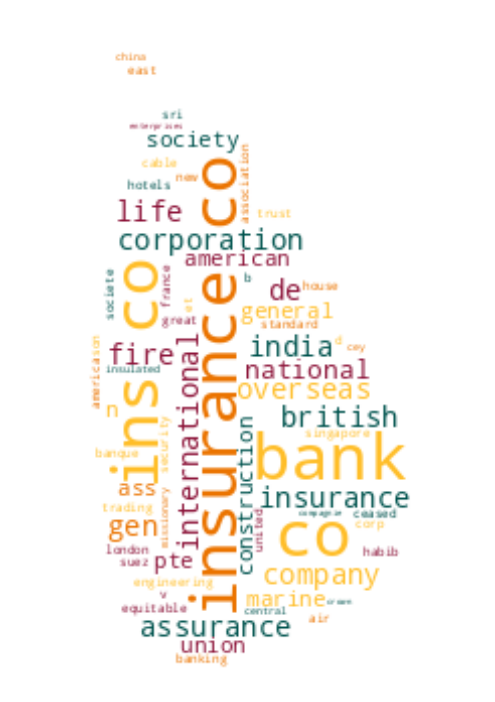 china
east
sri
enterprises
society
cable
new
hotels
association
life
trust
corporation
american
insurance co
ins co
societe
france
b
de
house
et
general
great
standard
americason
fire
insulated
india
d
cey
national
international
overseas
n
british
singapore
security
construction
bank
banque
ass
insurance
trading
missionary
gen
united
compagnie
ceased
co
corp
london
suez
pte
habib
company
engineering
v
marine
crown
equitable
central
air
assurance
union
banking